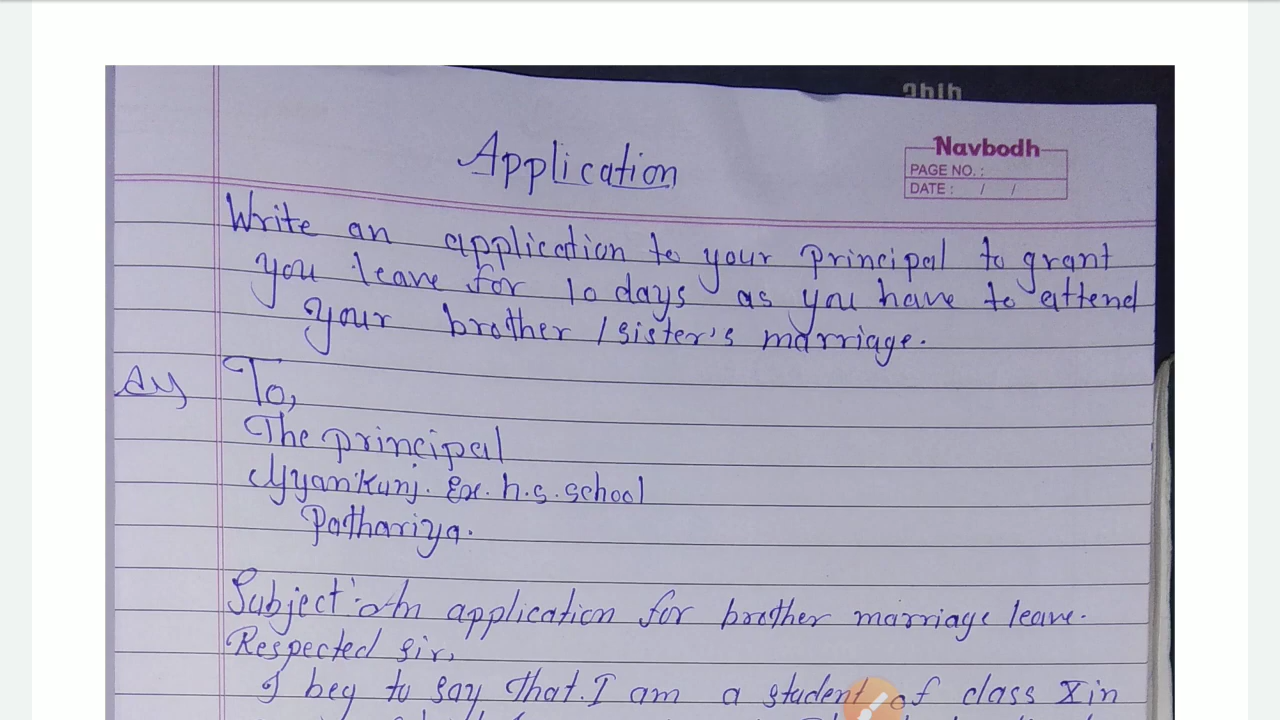 Application
Navbodh
PAGE NO. :
DATE : / /
Write an application to your principal to grant
you leave for 10 days as you have to attend
your brother / sister's marriage.
To,
The principal
Gyankunj. Ex. h.s. school
Pathariya.
Subject:- An application for brother marriage leave.
Respected sir,
I beg to say that. I am a student of class X in